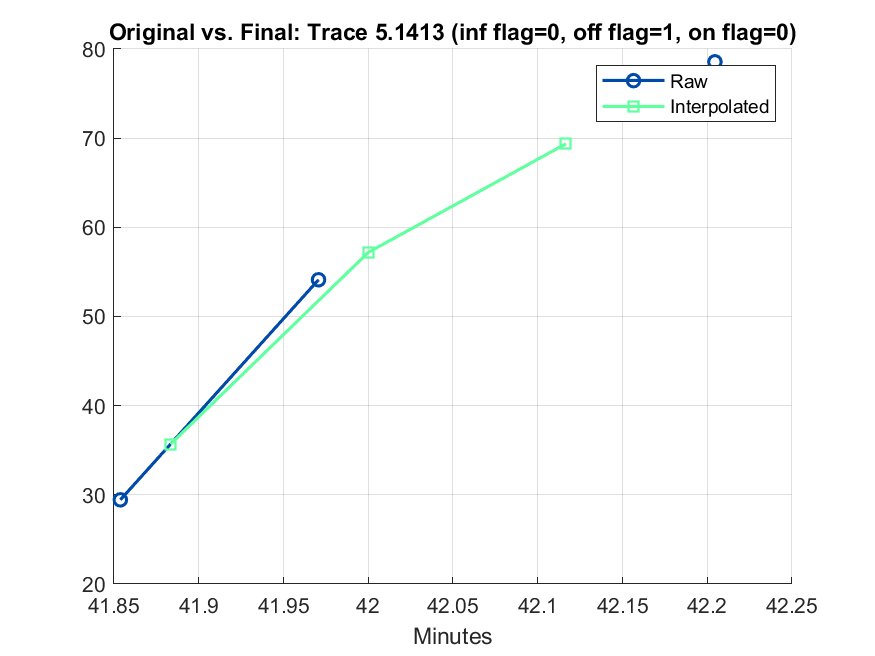 Original vs. Final: Trace 5.1413 (inf flag=0, off flag=1, on flag=0)
80
70
60
50
40
30
20
Raw
Interpolated
41.85 41.9 41.95 42 42.05 42.1 42.15 42.2 42.25
Minutes